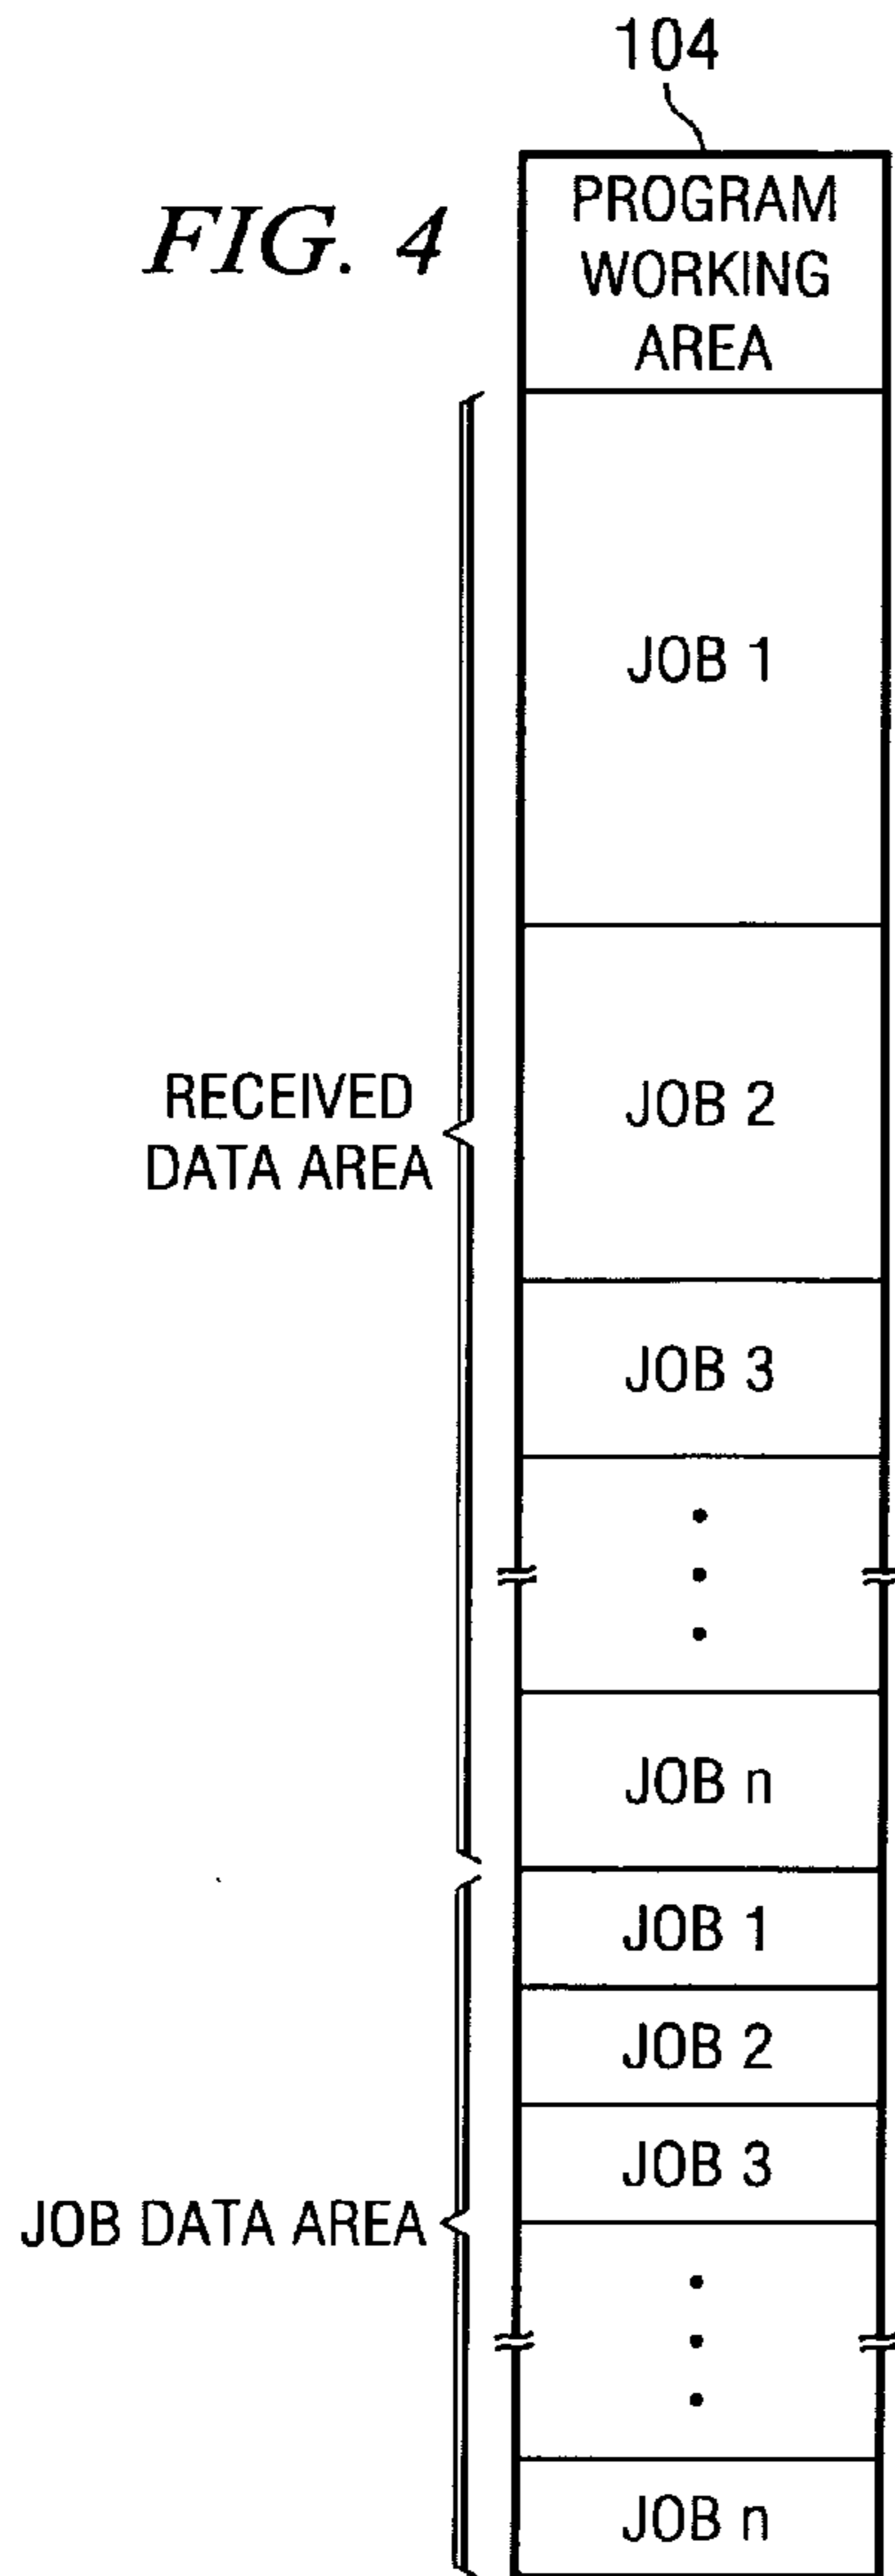 104
FIG. 4
PROGRAM
WORKING
AREA
JOB 1
RECEIVED
DATA AREA
JOB 2
JOB 3
JOB n
JOB 1
JOB 2
JOB 3
JOB DATA AREA
JOB n